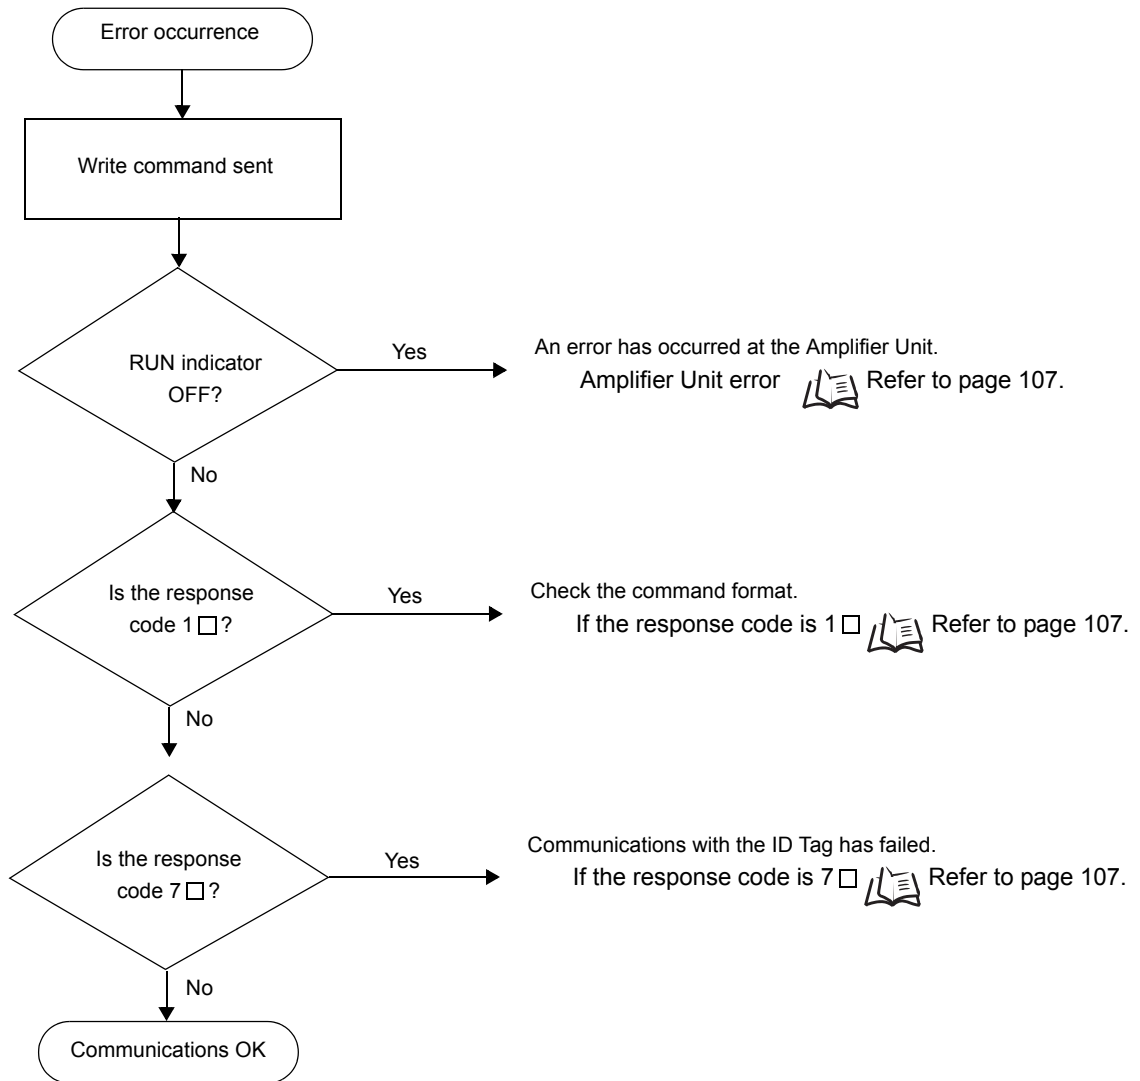 Error occurrence
Write command sent
RUN indicator
OFF?
Yes
An error has occurred at the Amplifier Unit.
Amplifier Unit error Refer to page 107.
No
Is the response
code 1□?
Yes
Check the command format.
If the response code is 1□ Refer to page 107.
No
Is the response
code 7□?
Yes
Communications with the ID Tag has failed.
If the response code is 7□ Refer to page 107.
No
Communications OK